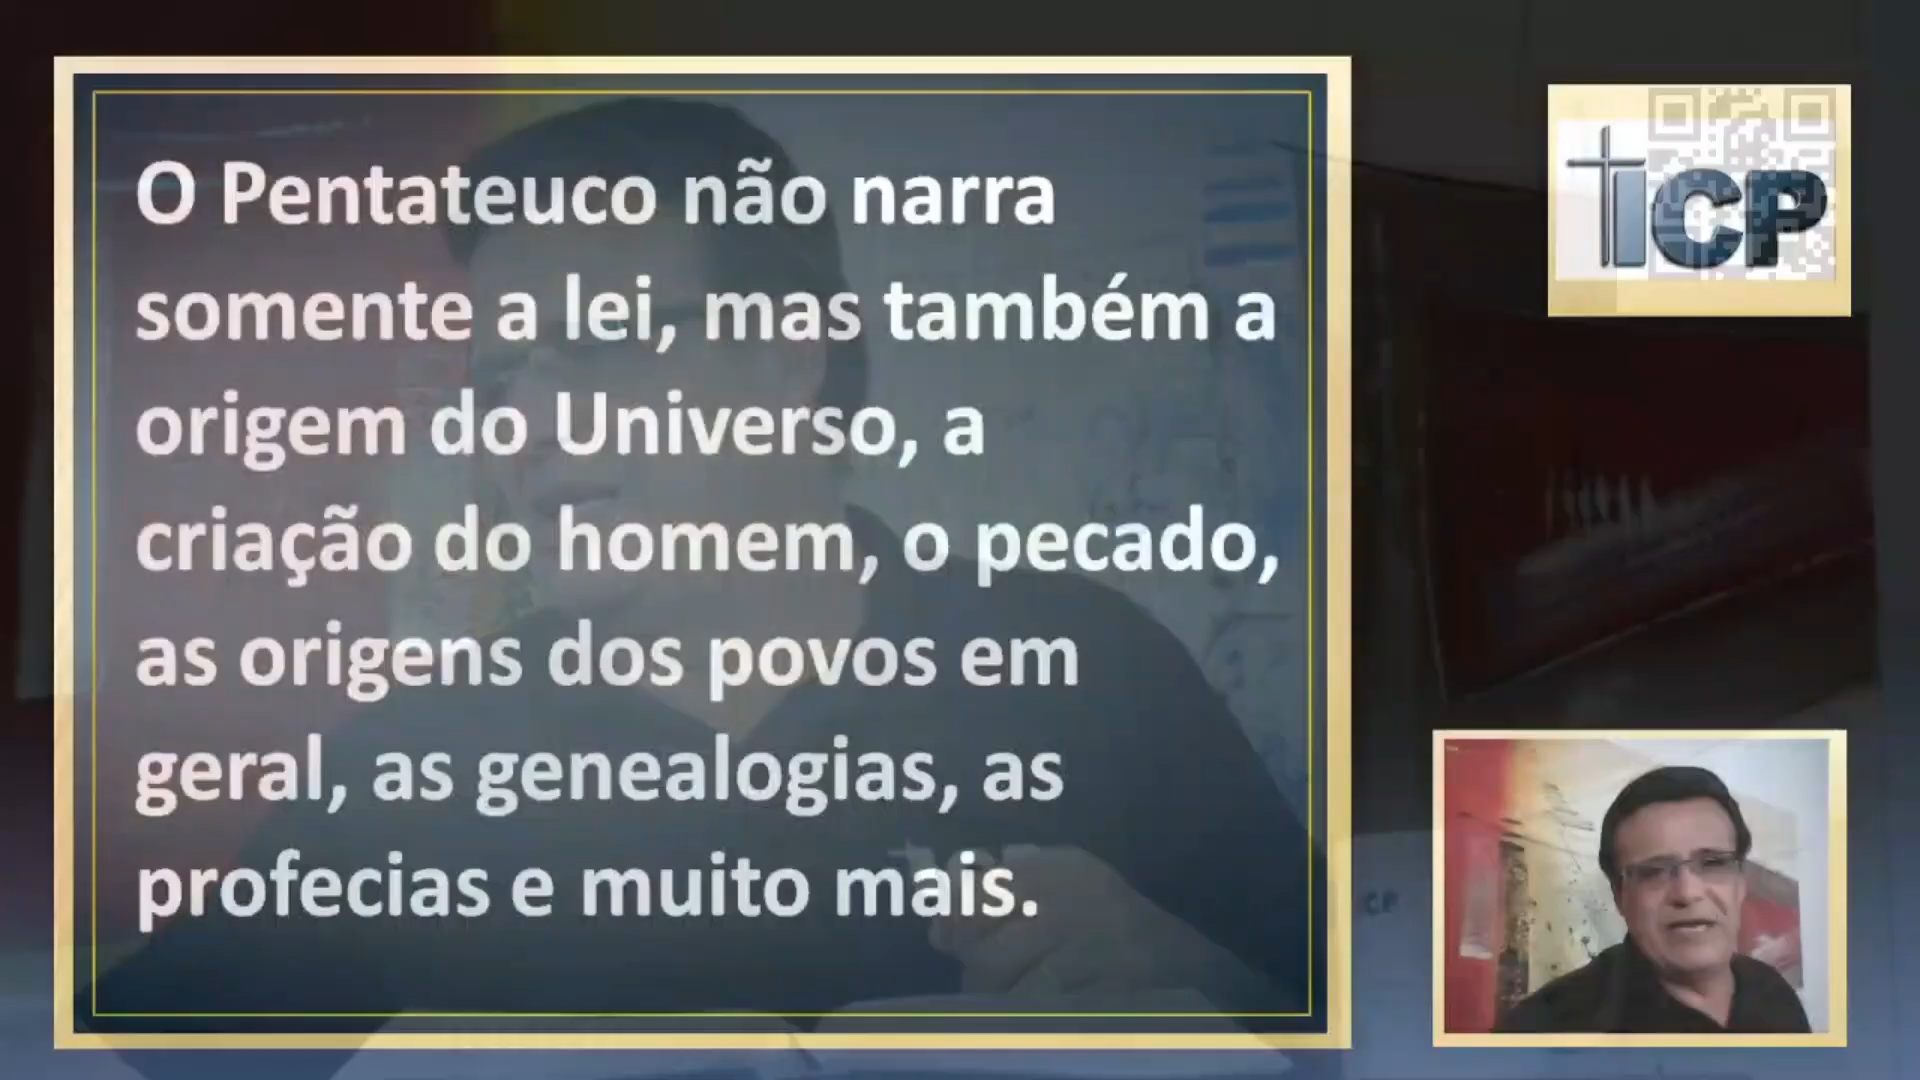 O Pentateuco não narra
somente a lei, mas também a
origem do Universo, a
criação do homem, o pecado,
as origens dos povos em
geral, as genealogias, as
profecias e muito mais.
ICP
CP